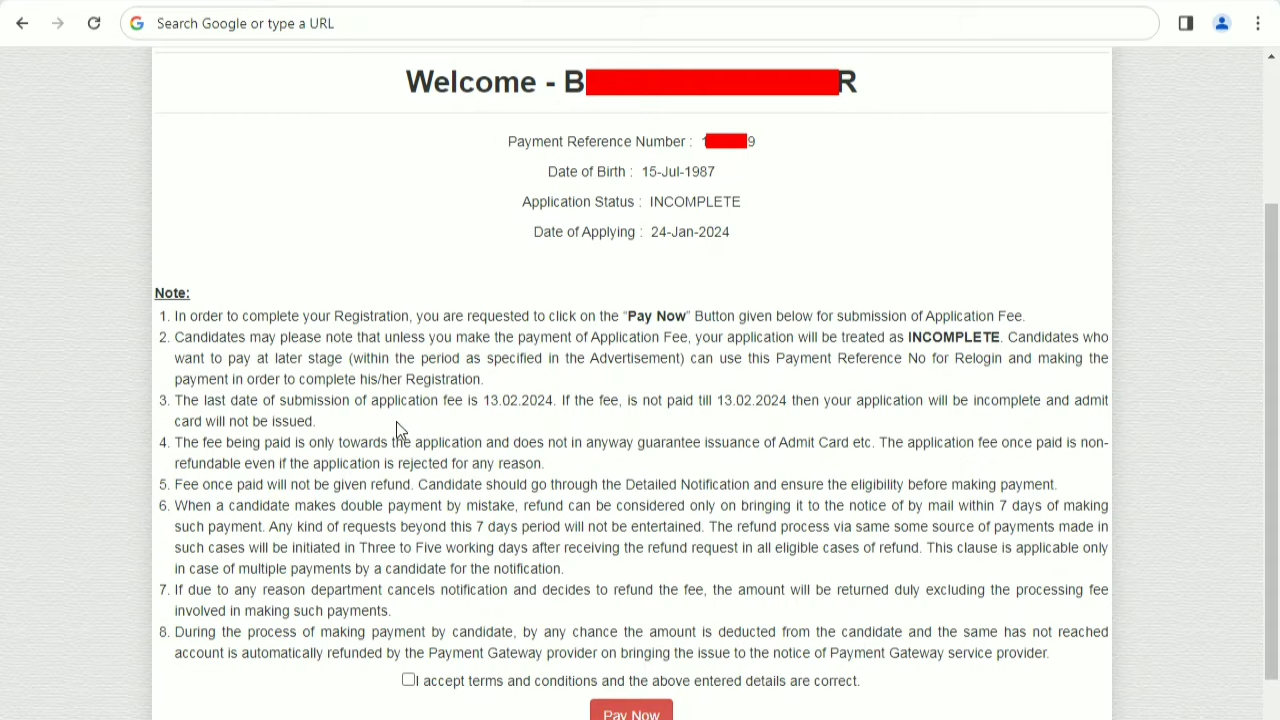 Search Google or type a URL
Welcome - B R
Payment Reference Number : 9
Date of Birth : 15-Jul-1987
Application Status : INCOMPLETE
Date of Applying : 24-Jan-2024
Note:
1. In order to complete your Registration, you are requested to click on the "Pay Now" Button given below for submission of Application Fee.
2. Candidates may please note that unless you make the payment of Application Fee, your application will be treated as INCOMPLETE. Candidates who
want to pay at later stage (within the period as specified in the Advertisement) can use this Payment Reference No for Relogin and making the
payment in order to complete his/her Registration.
3. The last date of submission of application fee is 13.02.2024. If the fee, is not paid till 13.02.2024 then your application will be incomplete and admit
card will not be issued.
4. The fee being paid is only towards the application and does not in anyway guarantee issuance of Admit Card etc. The application fee once paid is non-
refundable even if the application is rejected for any reason.
5. Fee once paid will not be given refund. Candidate should go through the Detailed Notification and ensure the eligibility before making payment.
6. When a candidate makes double payment by mistake, refund can be considered only on bringing it to the notice of by mail within 7 days of making
such payment. Any kind of requests beyond this 7 days period will not be entertained. The refund process via same some source of payments made in
such cases will be initiated in Three to Five working days after receiving the refund request in all eligible cases of refund. This clause is applicable only
in case of multiple payments by a candidate for the notification.
7. If due to any reason department cancels notification and decides to refund the fee, the amount will be returned duly excluding the processing fee
involved in making such payments.
8. During the process of making payment by candidate, by any chance the amount is deducted from the candidate and the same has not reached
account is automatically refunded by the Payment Gateway provider on bringing the issue to the notice of Payment Gateway service provider.
I accept terms and conditions and the above entered details are correct.
Pay Now